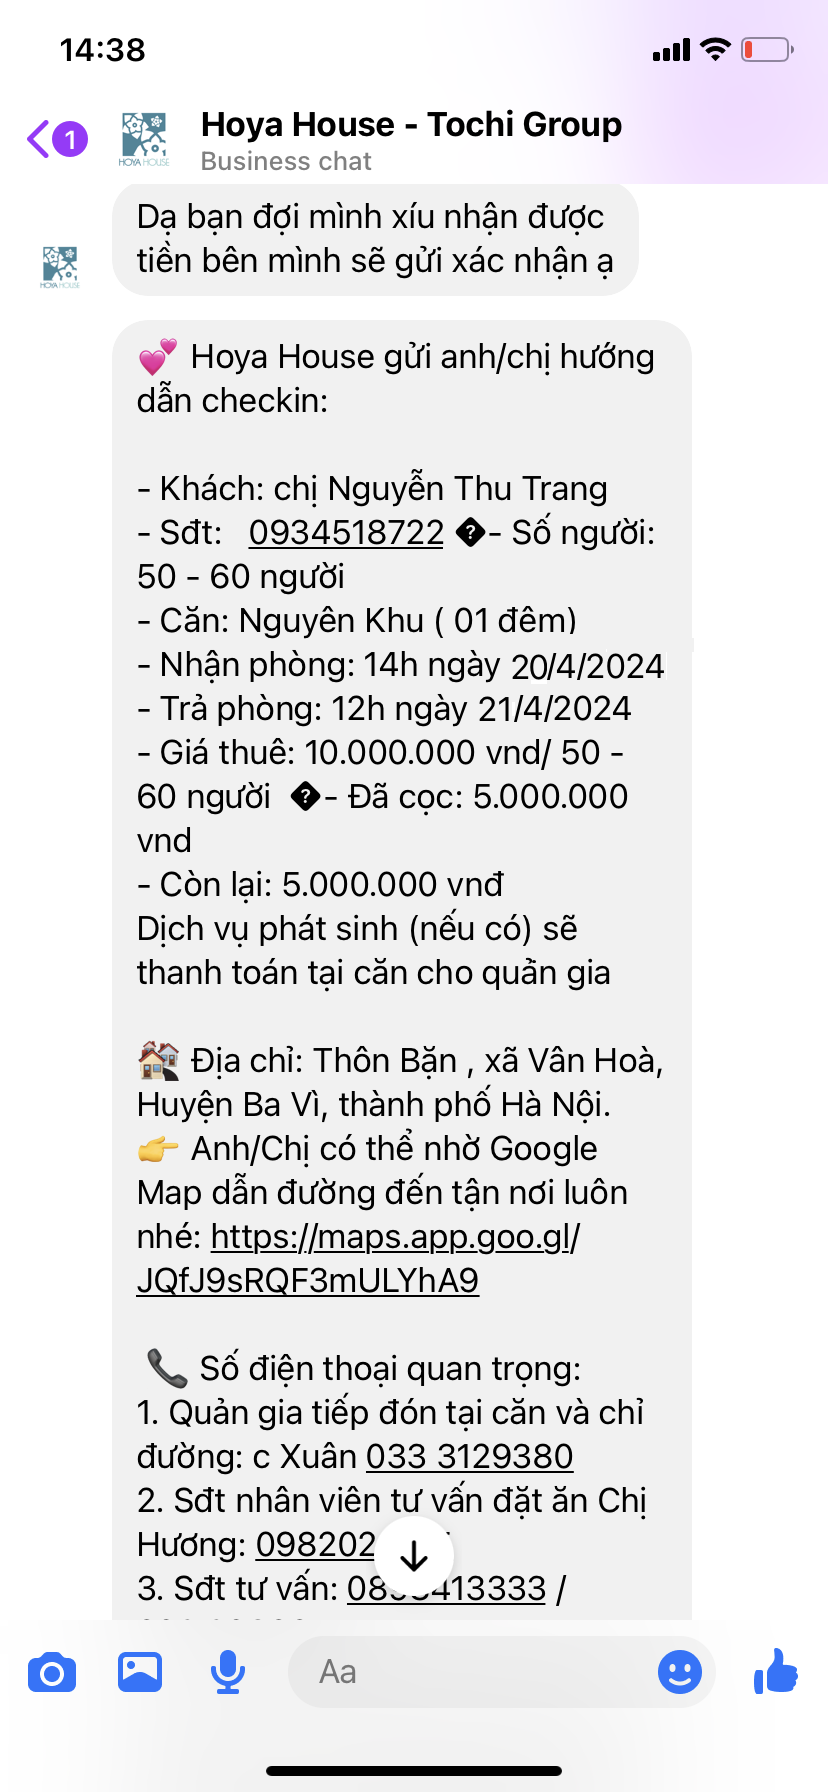 14:38
1
Hoya House - Tochi Group
Business chat
HOYA HOUSE
Dạ bạn đợi mình xíu nhận được
tiền bên mình sẽ gửi xác nhận ạ
HOYA HOUSE
💕 Hoya House gửi anh/chị hướng
dẫn checkin:
- Khách: chị Nguyễn Thu Trang
- Sđt: 0934518722 �- Số người:
50 - 60 người
- Căn: Nguyên Khu ( 01 đêm)
- Nhận phòng: 14h ngày 20/4/2024
- Trả phòng: 12h ngày 21/4/2024
- Giá thuê: 10.000.000 vnd/ 50 -
60 người �- Đã cọc: 5.000.000
vnd
- Còn lại: 5.000.000 vnđ
Dịch vụ phát sinh (nếu có) sẽ
thanh toán tại căn cho quản gia
🏘 Địa chỉ: Thôn Bặn , xã Vân Hoà,
Huyện Ba Vì, thành phố Hà Nội.
👉 Anh/Chị có thể nhờ Google
Map dẫn đường đến tận nơi luôn
nhé: https://maps.app.goo.gl/
JQfJ9sRQF3mULYhA9
📞 Số điện thoại quan trọng:
1. Quản gia tiếp đón tại căn và chỉ
đường: c Xuân 033 3129380
2. Sđt nhân viên tư vấn đặt ăn Chị
Hương:
3. Sđt tư vấn: /
Aa